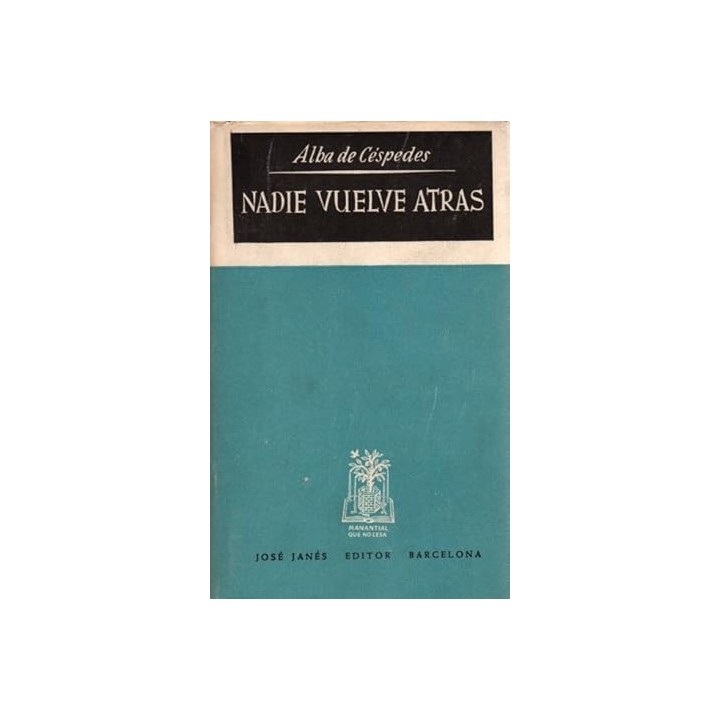 Alba de Céspedes
NADIE VUELVE ATRAS
MANANTIAL
QUE NO CESA
JOSÉ JANÉS EDITOR BARCELONA